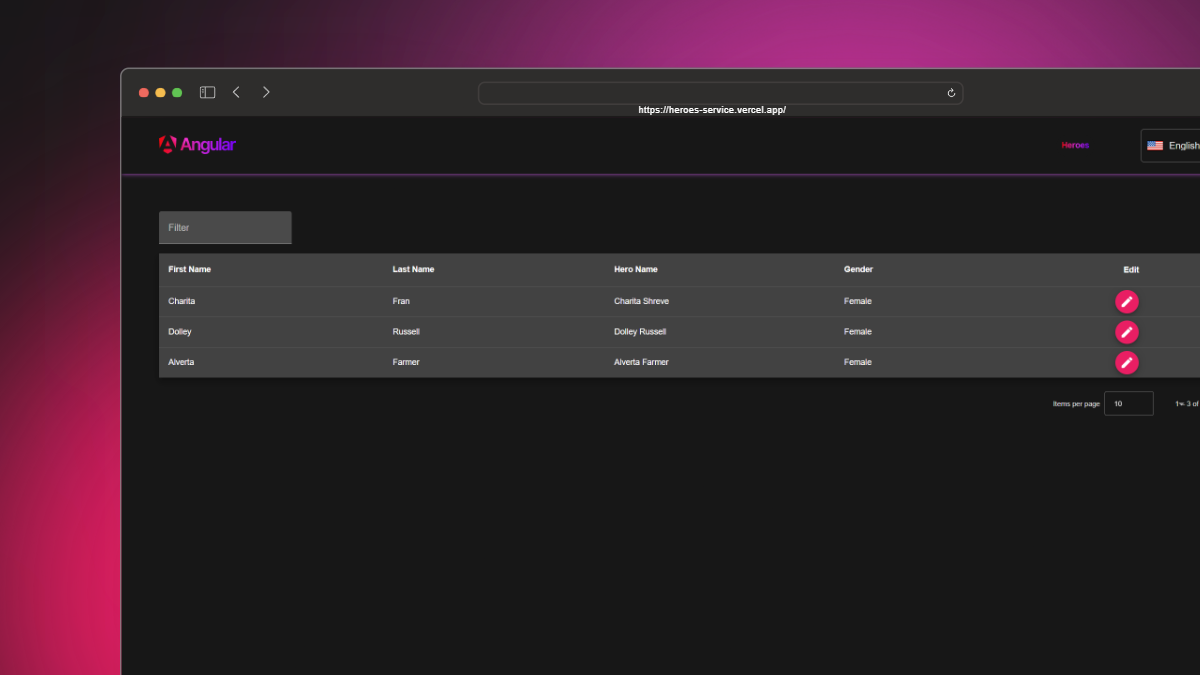 https://heroes-service.vercel.app/
Angular
Heroes
English
Filter
First Name Last Name Hero Name Gender Edit
Charita Fran Charita Shreve Female
Dolley Russell Dolley Russell Female
Alverta Farmer Alverta Farmer Female
Items per page 10 1 - 3 of